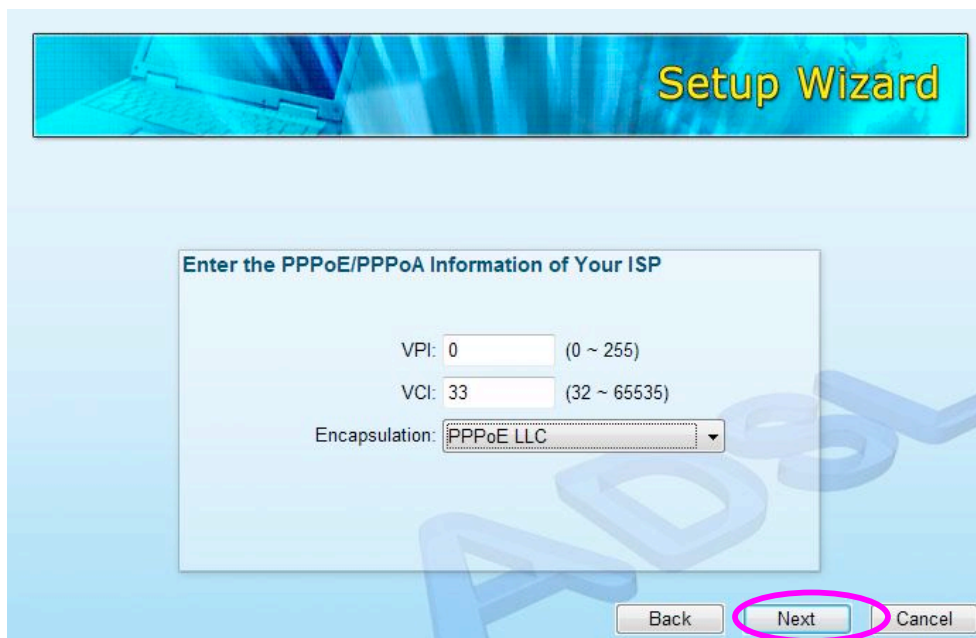 Setup Wizard
Enter the PPPoE/PPPoA Information of Your ISP
VPI: 0 (0 ~ 255)
VCI: 33 (32 ~ 65535)
Encapsulation: PPPoE LLC
ADSL
Back Next Cancel